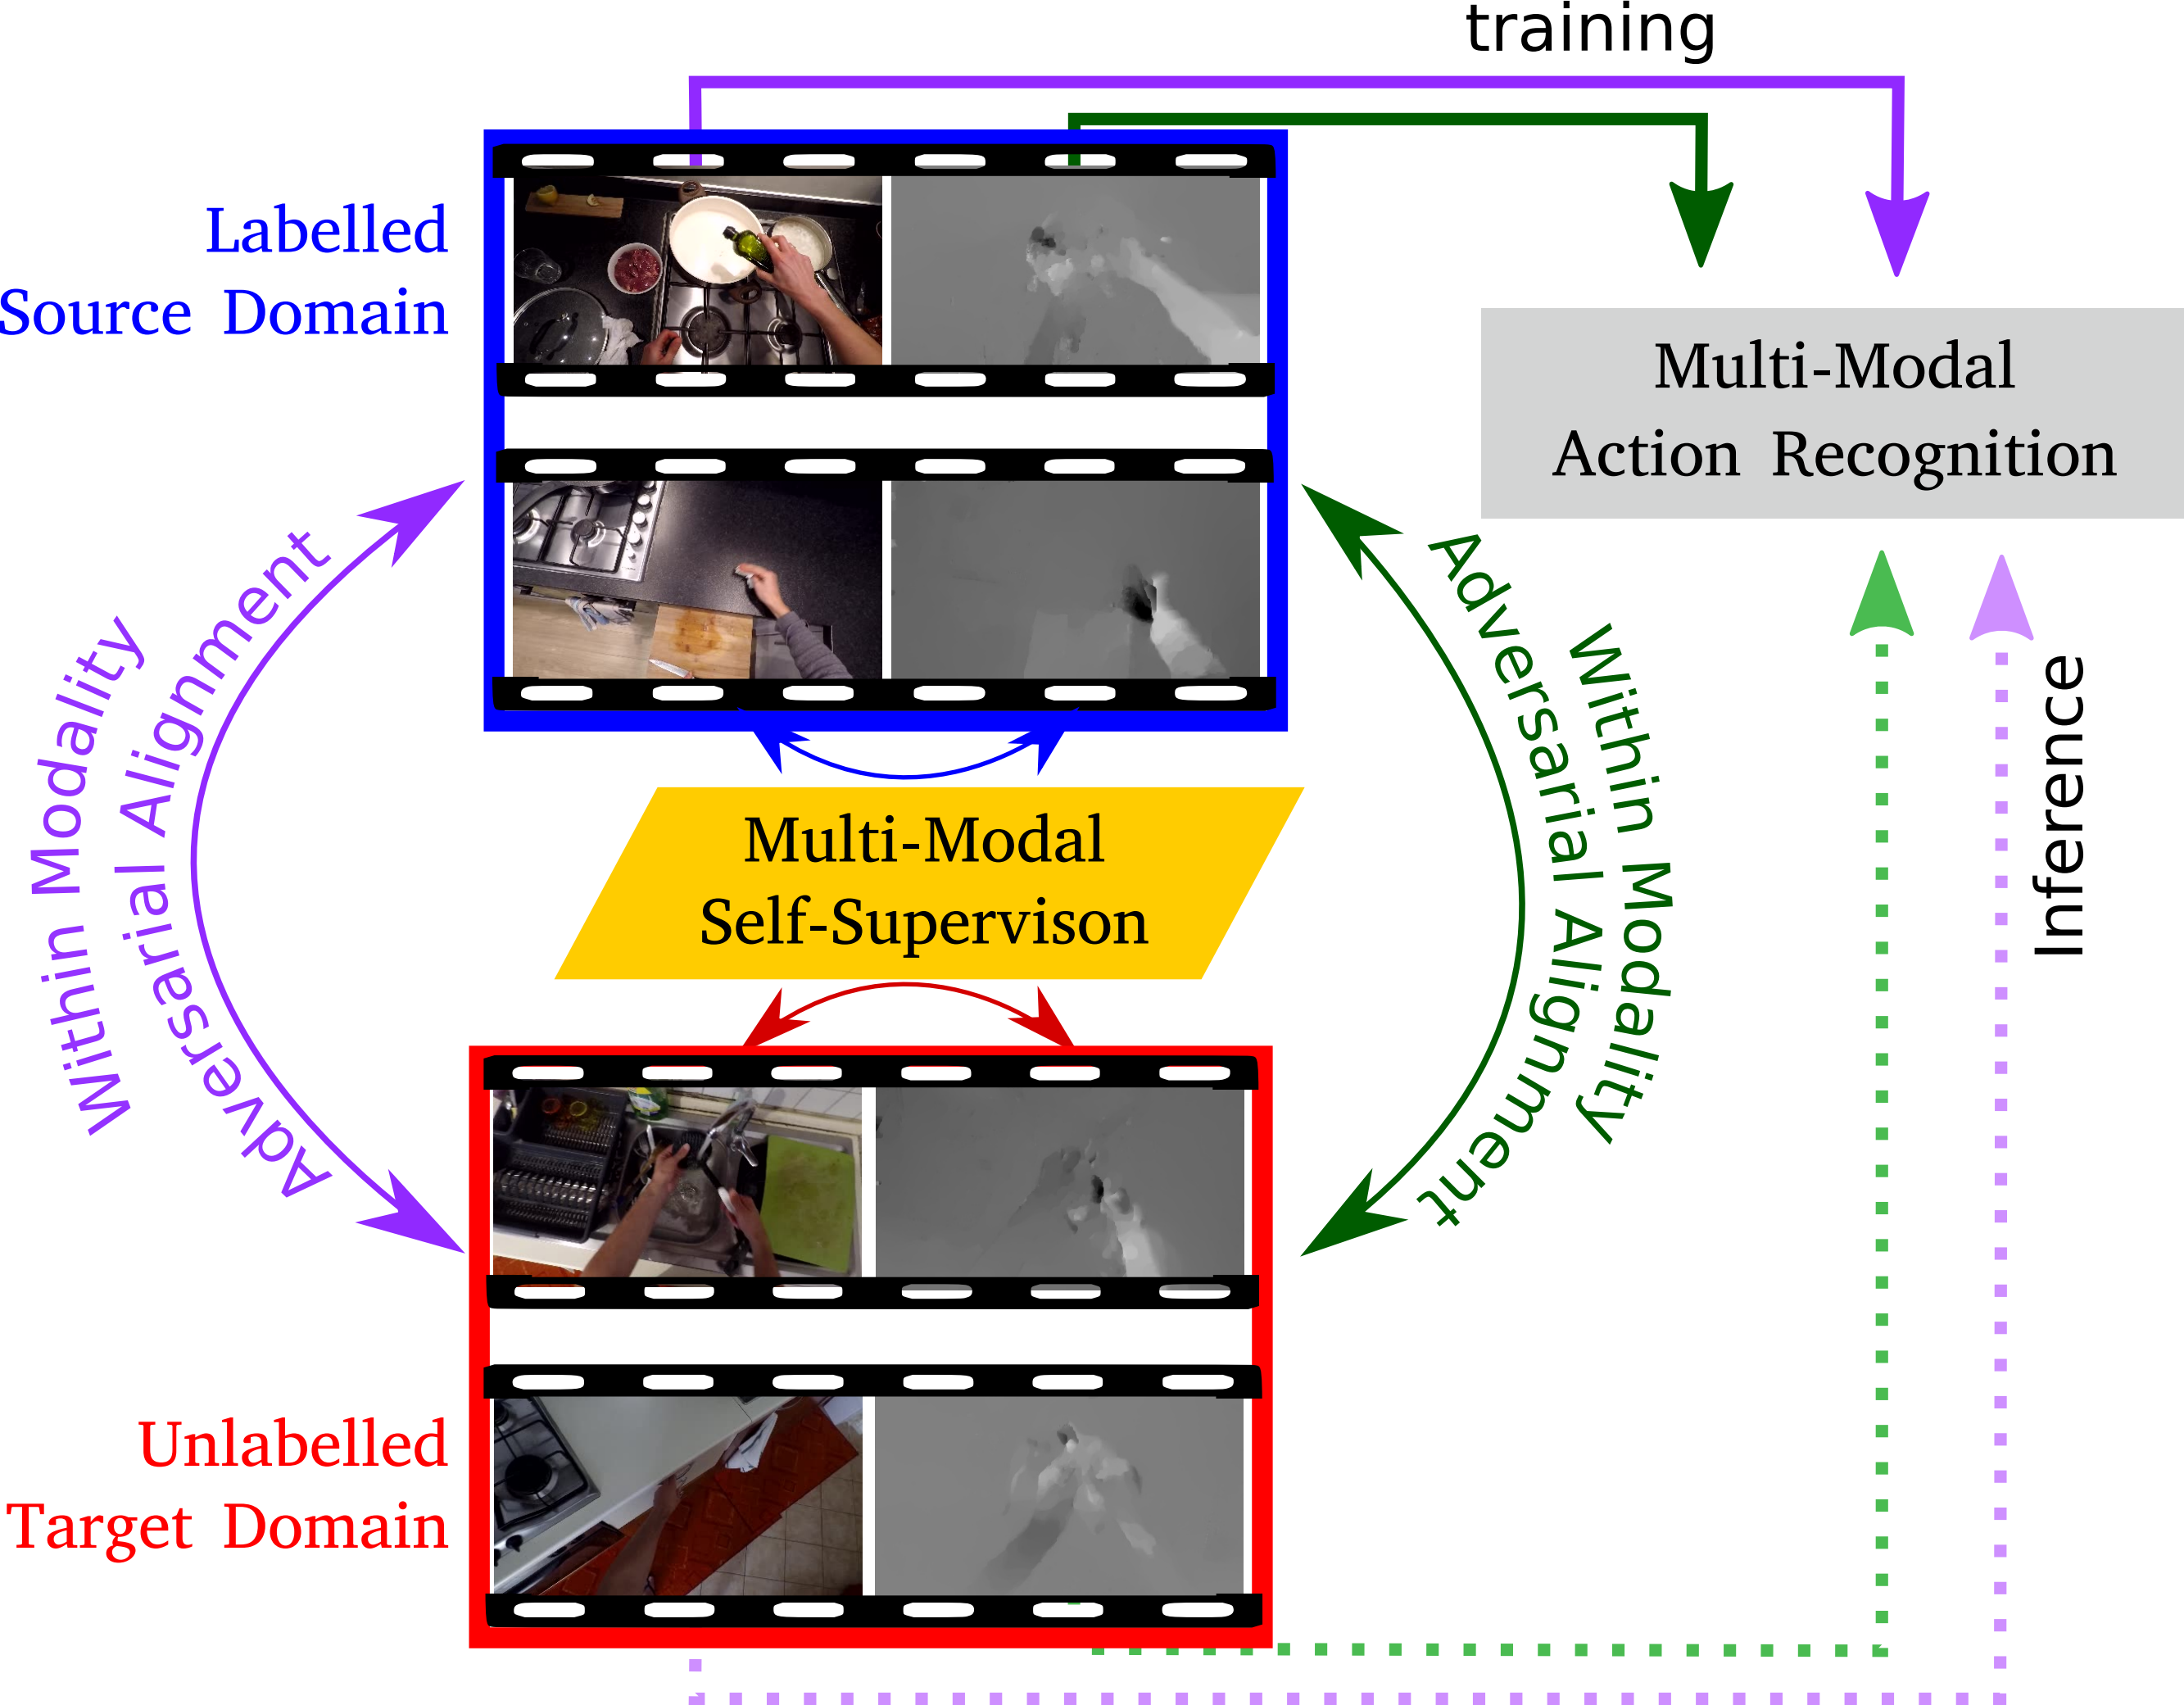 training
Labelled
Source Domain
Multi-Modal
Action Recognition
Within Modality
Adversarial Alignment
Within Modality
Adversarial Alignment
Inference
Multi-Modal
Self-Supervison
Unlabelled
Target Domain